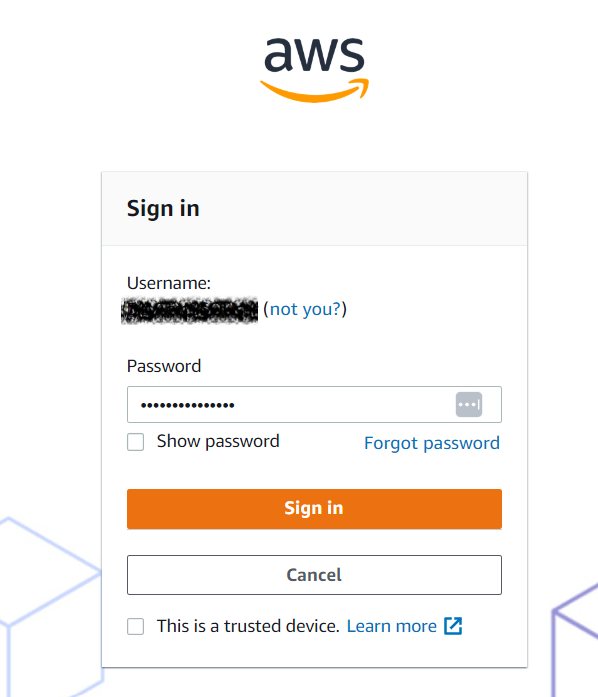 aws
Sign in
Username:
(not you?)
Password
•••••••••••••••
Show password
Forgot password
Sign in
Cancel
This is a trusted device. Learn more